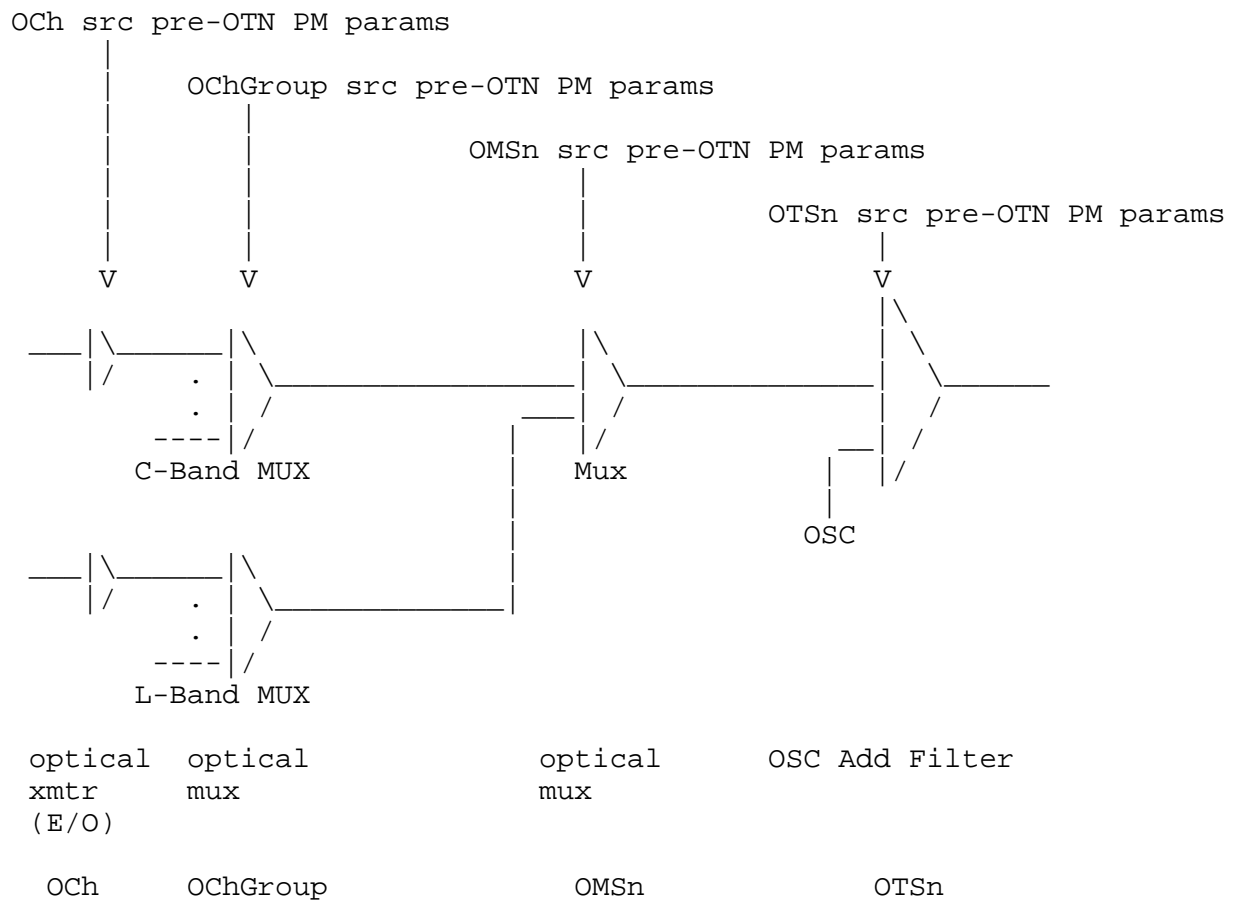 OCh src pre-OTN PM params
OChGroup src pre-OTN PM params
OMSn src pre-OTN PM params
OTSn src pre-OTN PM params
V V V V
C-Band MUX Mux
OSC
L-Band MUX
optical optical optical OSC Add Filter
xmtr mux mux
(E/O)
OCh OChGroup OMSn OTSn